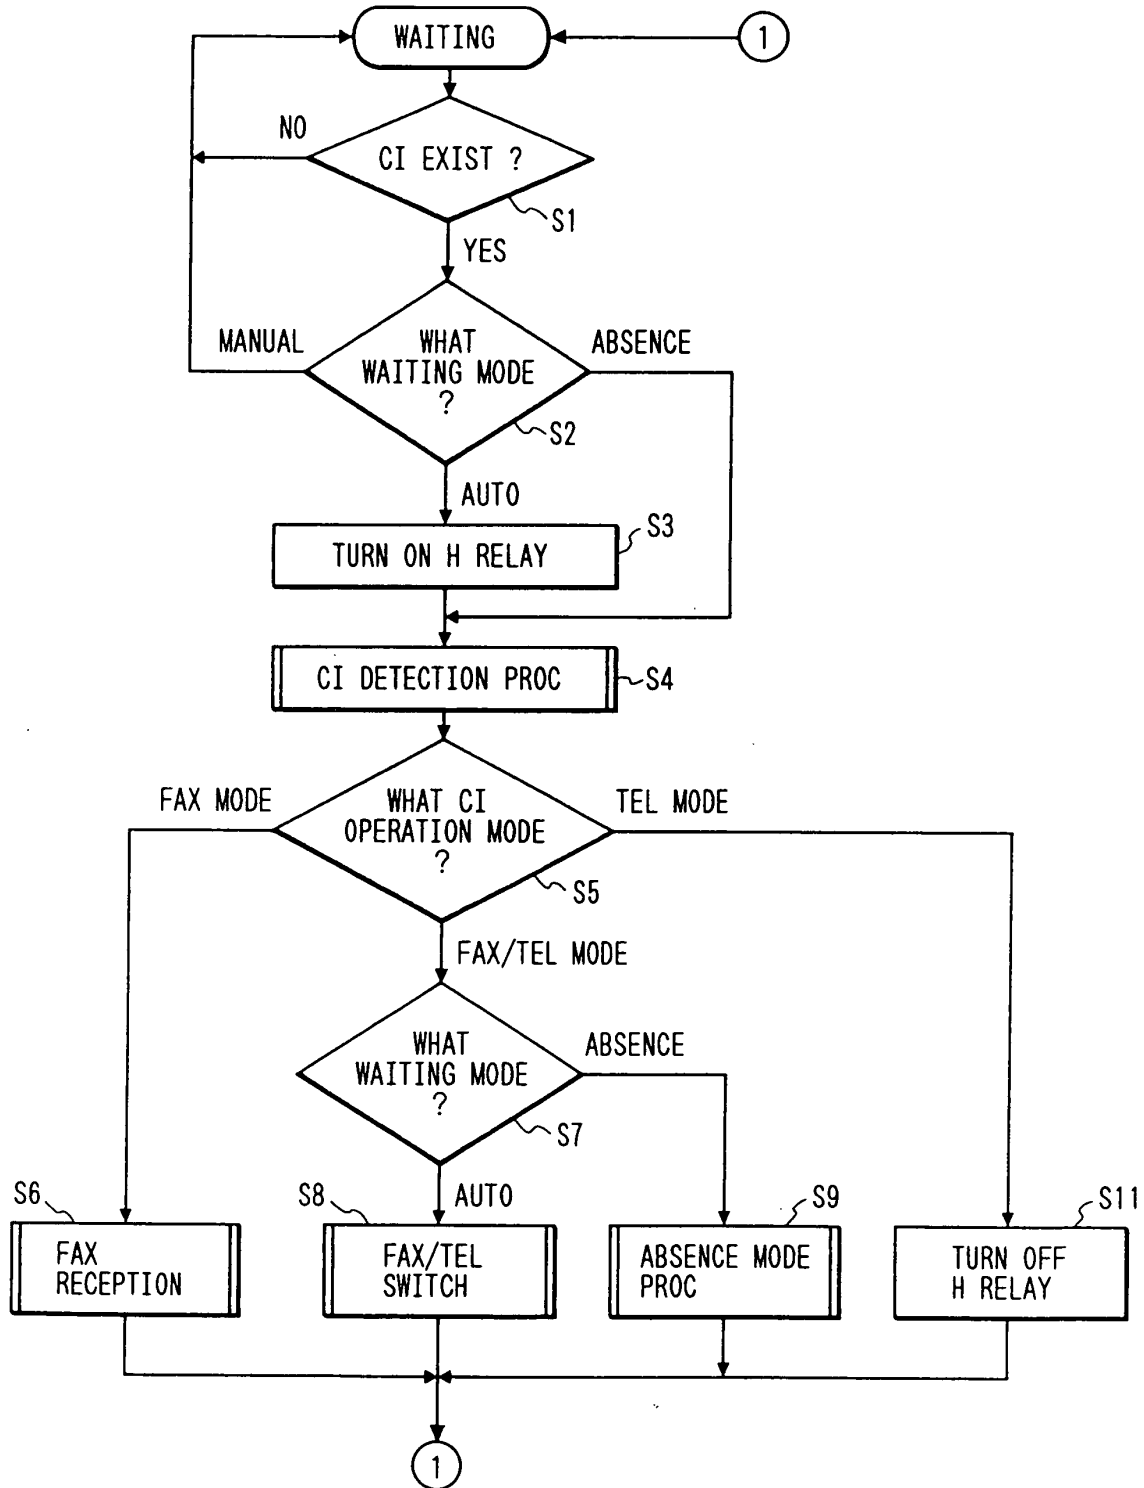 WAITING
1
NO
CI EXIST ?
S1
YES
MANUAL
WHAT
WAITING MODE
?
ABSENCE
S2
AUTO
S3
TURN ON H RELAY
CI DETECTION PROC
S4
FAX MODE
WHAT CI
OPERATION MODE
?
TEL MODE
S5
FAX/TEL MODE
WHAT
WAITING MODE
?
ABSENCE
S7
AUTO
S6
FAX
RECEPTION
S8
FAX/TEL
SWITCH
S9
ABSENCE MODE
PROC
S11
TURN OFF
H RELAY
1